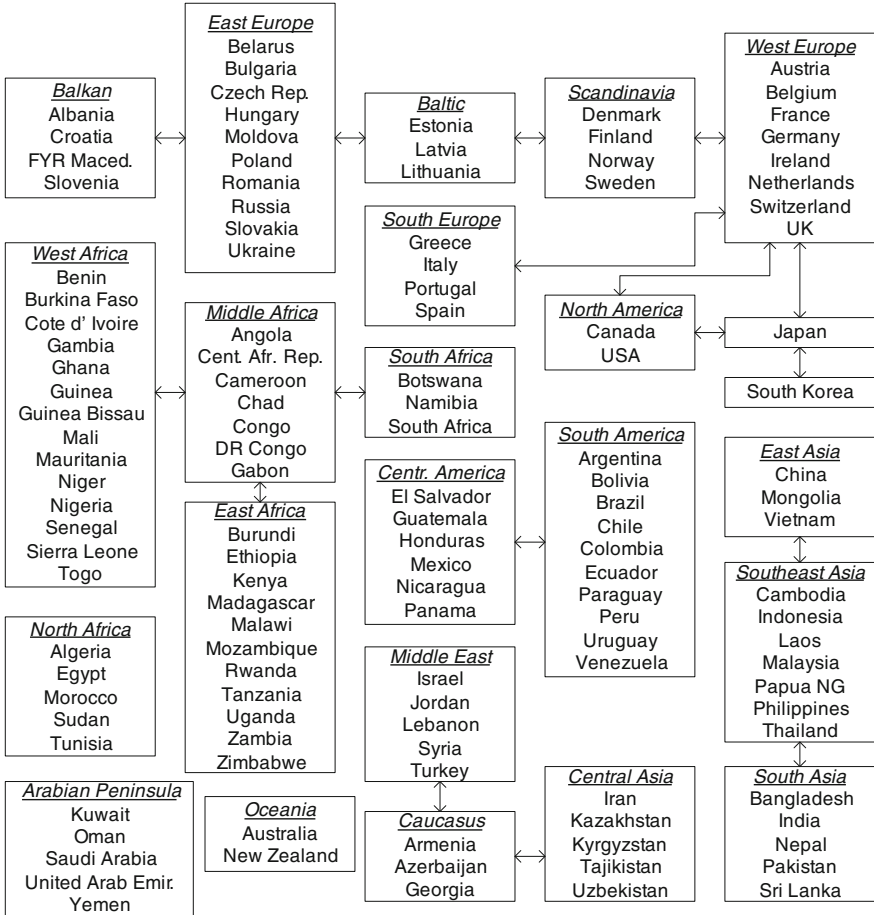 East Europe
Belarus
Bulgaria
Czech Rep.
Hungary
Moldova
Poland
Romania
Russia
Slovakia
Ukraine
West Europe
Austria
Belgium
France
Germany
Ireland
Netherlands
Switzerland
UK
Balkan
Albania
Croatia
FYR Maced.
Slovenia
Baltic
Estonia
Latvia
Lithuania
Scandinavia
Denmark
Finland
Norway
Sweden
South Europe
Greece
Italy
Portugal
Spain
West Africa
Benin
Burkina Faso
Cote d' Ivoire
Gambia
Ghana
Guinea
Guinea Bissau
Mali
Mauritania
Niger
Nigeria
Senegal
Sierra Leone
Togo
Middle Africa
Angola
Cent. Afr. Rep.
Cameroon
Chad
Congo
DR Congo
Gabon
North America
Canada
USA
Japan
South Korea
South Africa
Botswana
Namibia
South Africa
South America
Argentina
Bolivia
Brazil
Chile
Colombia
Ecuador
Paraguay
Peru
Uruguay
Venezuela
East Asia
China
Mongolia
Vietnam
Centr. America
El Salvador
Guatemala
Honduras
Mexico
Nicaragua
Panama
East Africa
Burundi
Ethiopia
Kenya
Madagascar
Malawi
Mozambique
Rwanda
Tanzania
Uganda
Zambia
Zimbabwe
Southeast Asia
Cambodia
Indonesia
Laos
Malaysia
Papua NG
Philippines
Thailand
North Africa
Algeria
Egypt
Morocco
Sudan
Tunisia
Middle East
Israel
Jordan
Lebanon
Syria
Turkey
Arabian Peninsula
Kuwait
Oman
Saudi Arabia
United Arab Emir.
Yemen
Oceania
Australia
New Zealand
Caucasus
Armenia
Azerbaijan
Georgia
Central Asia
Iran
Kazakhstan
Kyrgyzstan
Tajikistan
Uzbekistan
South Asia
Bangladesh
India
Nepal
Pakistan
Sri Lanka